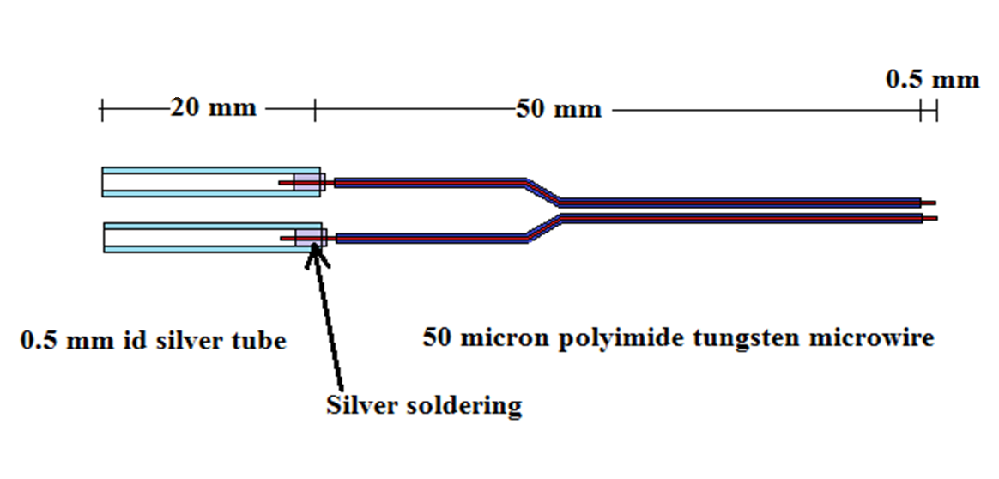 0.5 mm
20 mm
50 mm
0.5 mm id silver tube
50 micron polyimide tungsten microwire
Silver soldering